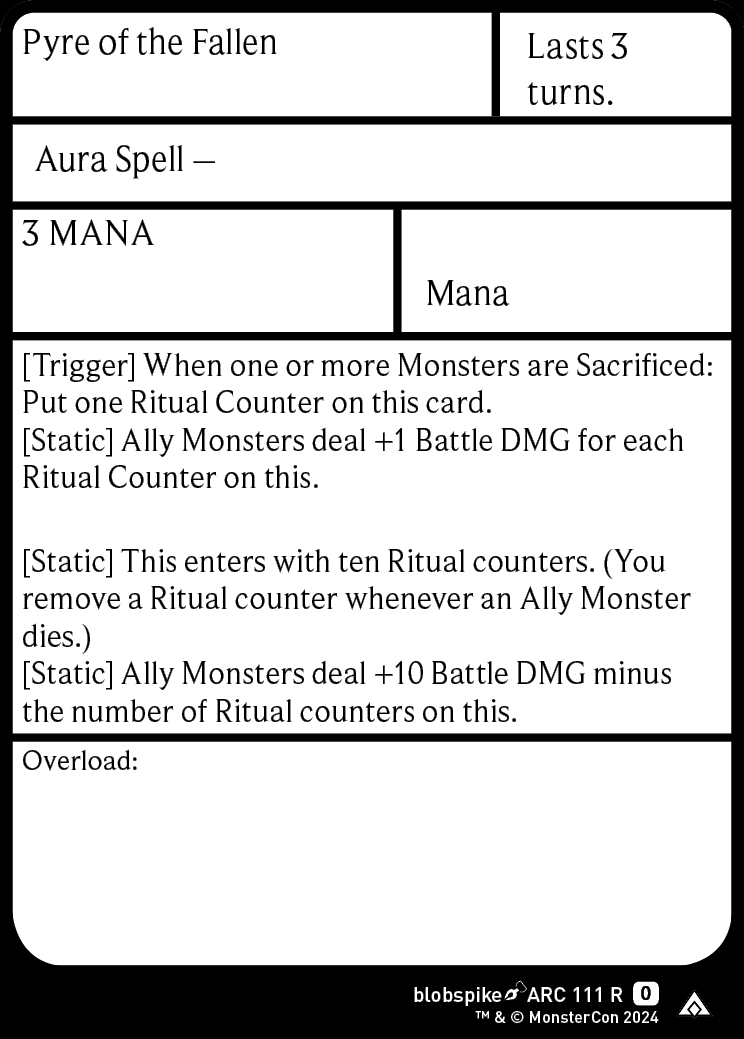 Pyre of the Fallen
Lasts 3
turns.
Aura Spell –
3 MANA
Mana
[Trigger] When one or more Monsters are Sacrificed:
Put one Ritual Counter on this card.
[Static] Ally Monsters deal +1 Battle DMG for each
Ritual Counter on this.
[Static] This enters with ten Ritual counters. (You
remove a Ritual counter whenever an Ally Monster
dies.)
[Static] Ally Monsters deal +10 Battle DMG minus
the number of Ritual counters on this.
Overload:
blobspike ARC 111 R 0
™ & © MonsterCon 2024